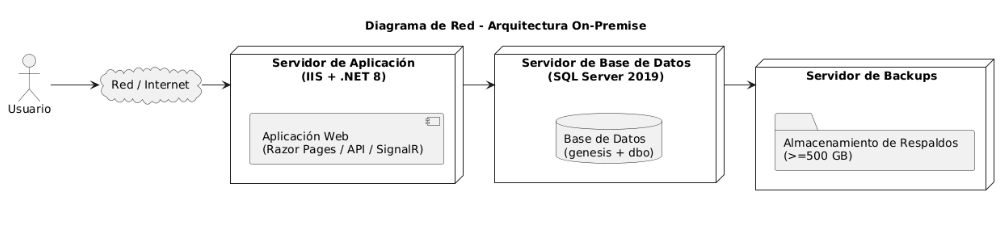 Diagrama de Red - Arquitectura On-Premise
Usuario
Red / Internet
Servidor de Aplicación
(IIS + .NET 8)
Aplicación Web
(Razor Pages / API / SignalR)
Servidor de Base de Datos
(SQL Server 2019)
Base de Datos
(genesis + dbo)
Servidor de Backups
Almacenamiento de Respaldos
(>=500 GB)